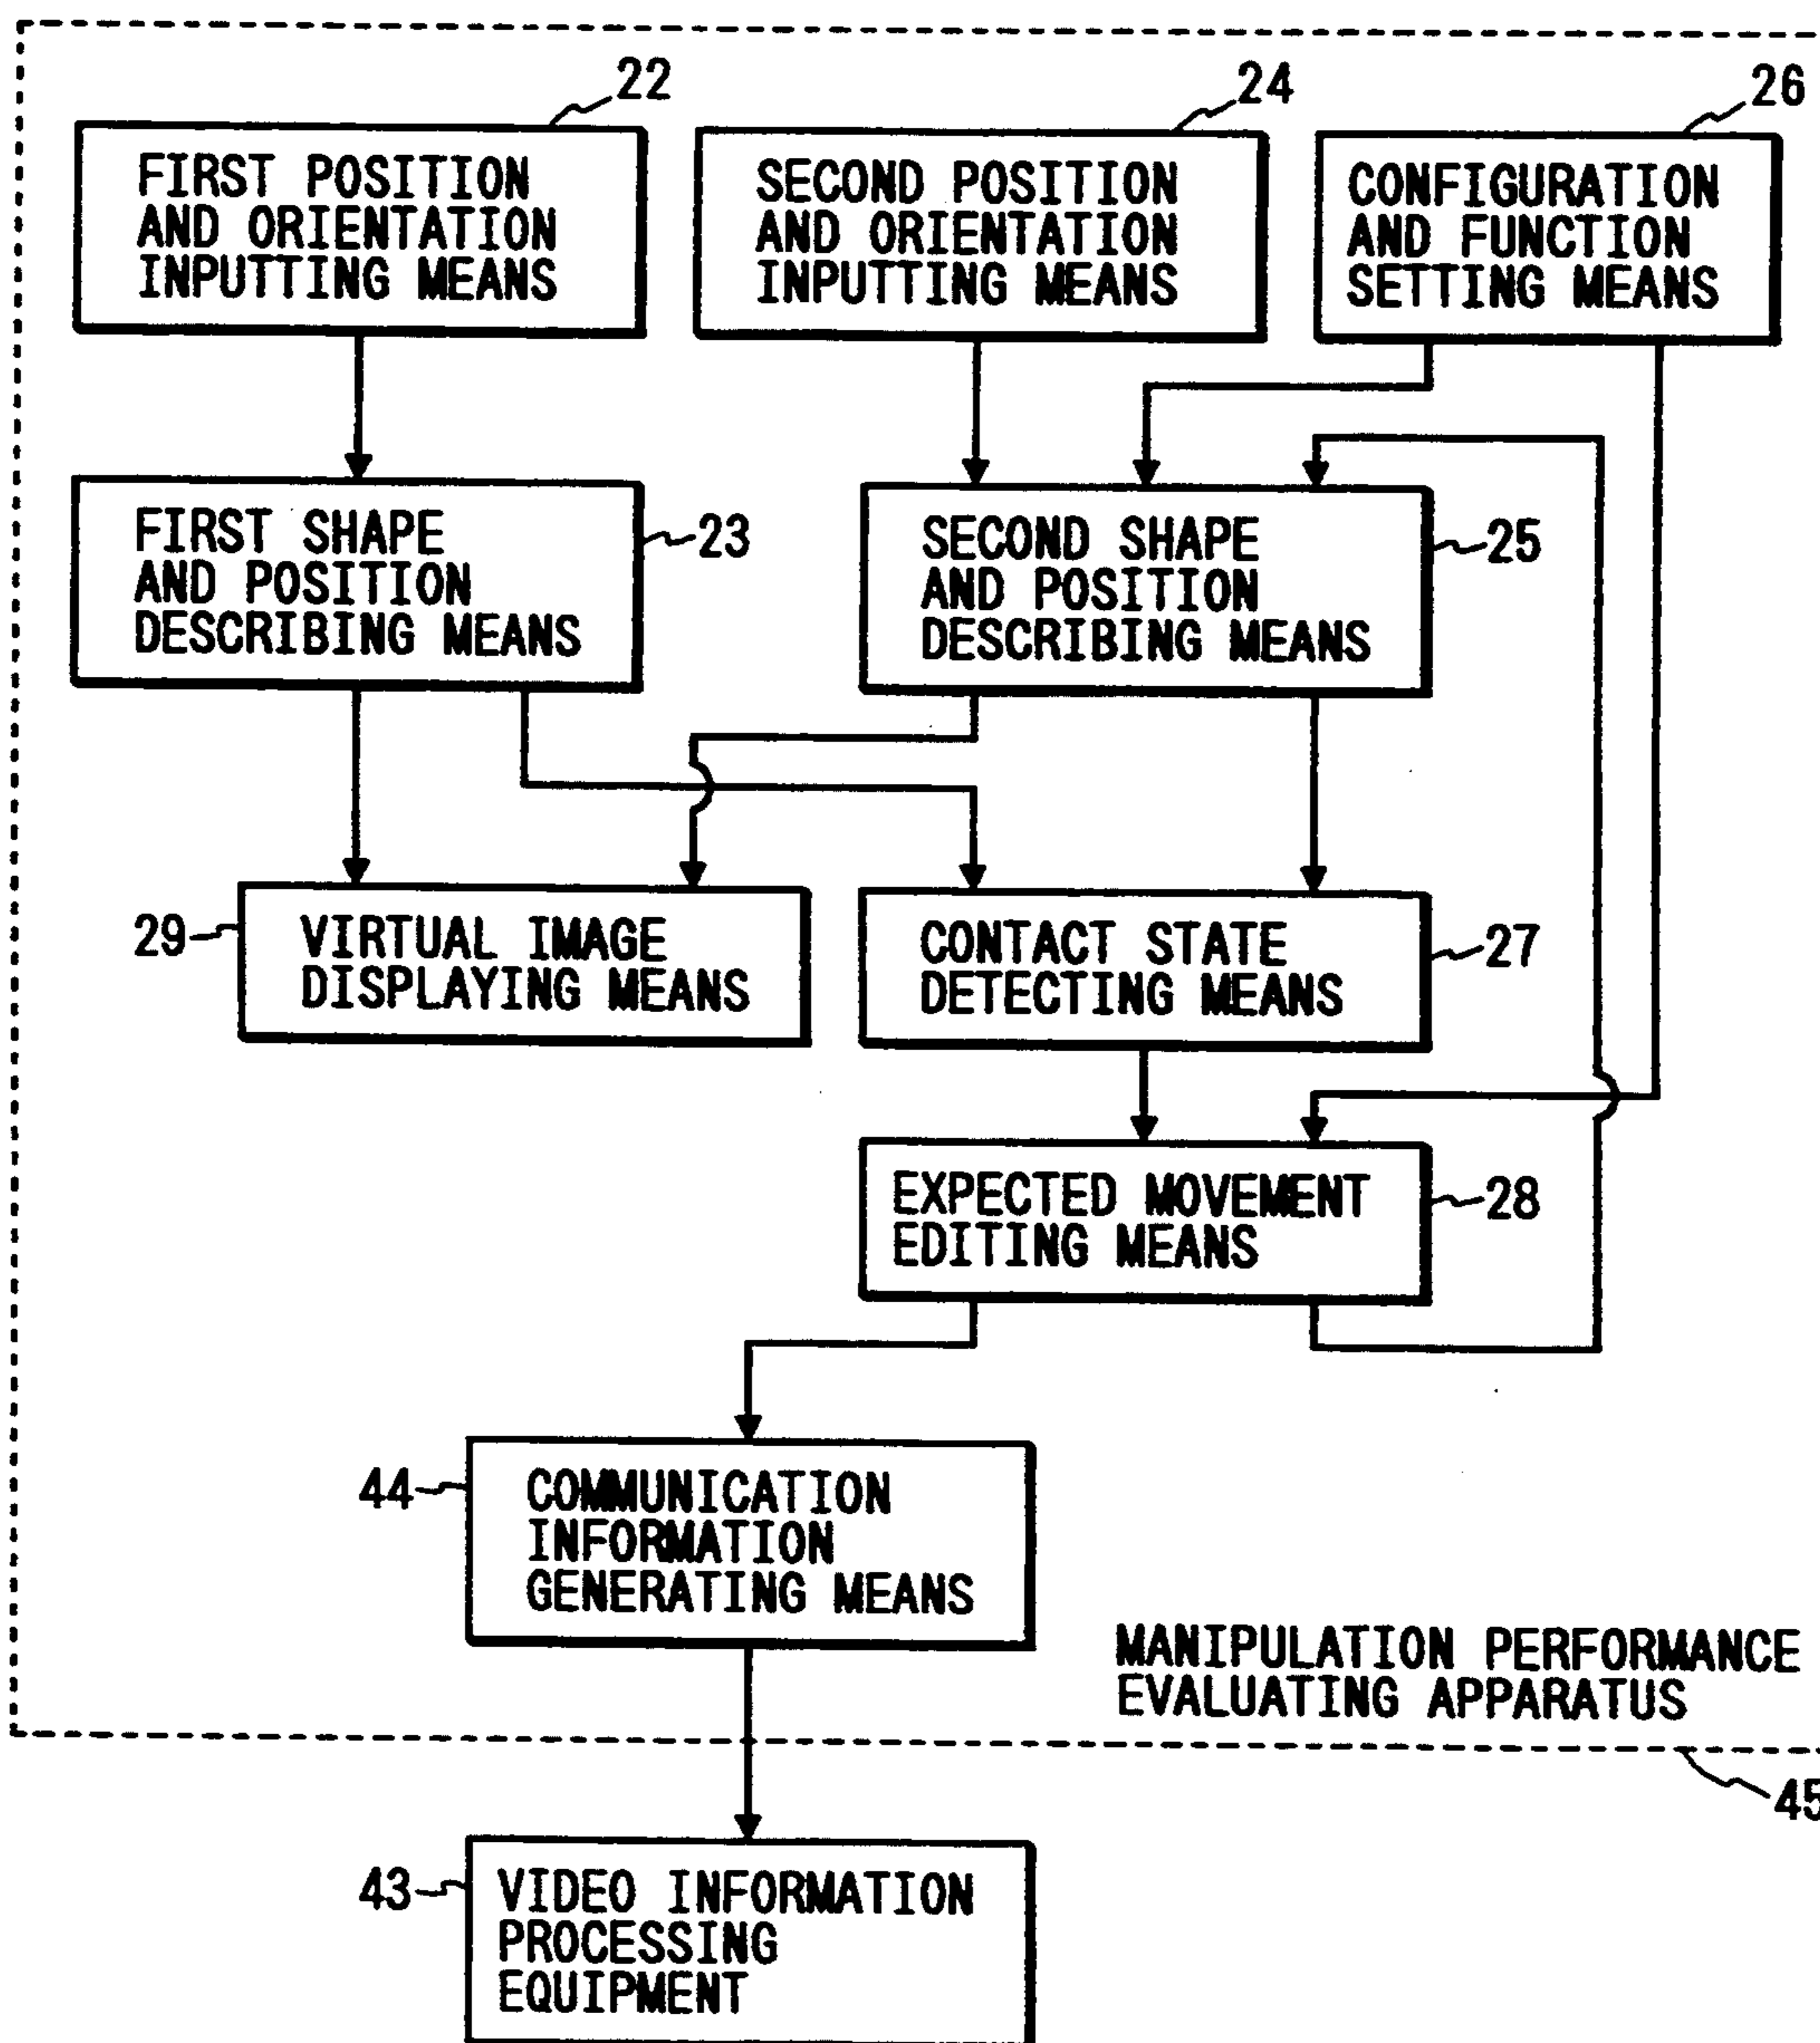 22
24
26
FIRST POSITION
AND ORIENTATION
INPUTTING MEANS
SECOND POSITION
AND ORIENTATION
INPUTTING MEANS
CONFIGURATION
AND FUNCTION
SETTING MEANS
FIRST SHAPE
AND POSITION
DESCRIBING MEANS
23
SECOND SHAPE
AND POSITION
DESCRIBING MEANS
25
29
VIRTUAL IMAGE
DISPLAYING MEANS
CONTACT STATE
DETECTING MEANS
27
EXPECTED MOVEMENT
EDITING MEANS
28
44
COMMUNICATION
INFORMATION
GENERATING MEANS
MANIPULATION PERFORMANCE
EVALUATING APPARATUS
45
43
VIDEO INFORMATION
PROCESSING
EQUIPMENT